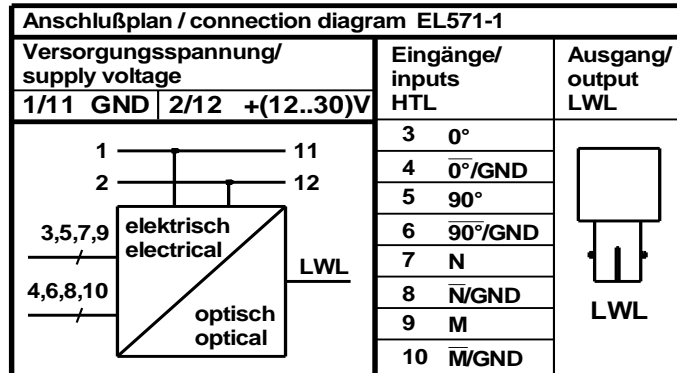 Anschlußplan / connection diagram EL571-1
Versorgungsspannung/
supply voltage
1/11 GND 2/12 +(12..30)V
Eingänge/
inputs
HTL
Ausgang/
output
LWL
1 11
2 12
3,5,7,9
4,6,8,10
elektrisch
electrical
optisch
optical
LWL
3 0°
4 0̅°̅/GND
5 90°
6 9̅0̅°̅/GND
7 N
8 N̅/GND
9 M
10 M̅/GND
LWL